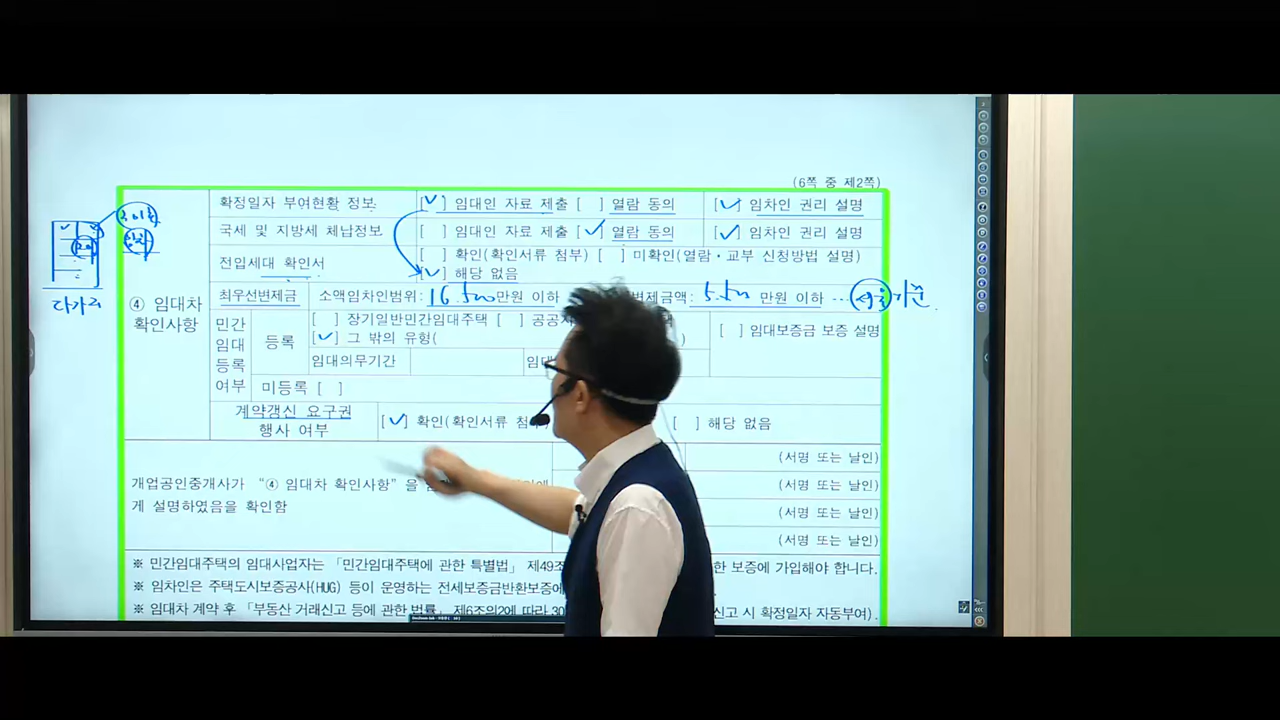 (6쪽 중 제2쪽)
확정일자 부여현황 정보 [✓] 임대인 자료 제출 [ ] 열람 동의 [✓] 임차인 권리 설명
국세 및 지방세 체납정보 [ ] 임대인 자료 제출 [✓] 열람 동의 [✓] 임차인 권리 설명
전입세대 확인서 [ ] 확인(확인서류 첨부) [ ] 미확인(열람·교부 신청방법 설명)
[✓] 해당 없음
다가구
④ 임대차
확인사항
최우선변제금 소액임차인범위: 16.500만원 이하 변제금액: 5.500 만원 이하 서울 기준
민간
임대
등록
여부
등록 [ ] 장기일반민간임대주택 [ ] 공공
[✓] 그 밖의 유형( )
[ ] 임대보증금 보증 설명
임대의무기간
미등록 [ ]
계약갱신 요구권
행사 여부
[✓] 확인(확인서류 첨 [ ] 해당 없음
개업공인중개사가 “④ 임대차 확인사항” 을
게 설명하였음을 확인함
(서명 또는 날인)
(서명 또는 날인)
(서명 또는 날인)
(서명 또는 날인)
※ 민간임대주택의 임대사업자는 「민간임대주택에 관한 특별법」 제49조 한 보증에 가입해야 합니다.
※ 임차인은 주택도시보증공사(HUG) 등이 운영하는 전세보증금반환보증에
※ 임대차 계약 후 「부동산 거래신고 등에 관한 법률」 제6조의2에 따라 30 신고 시 확정일자 자동부여).